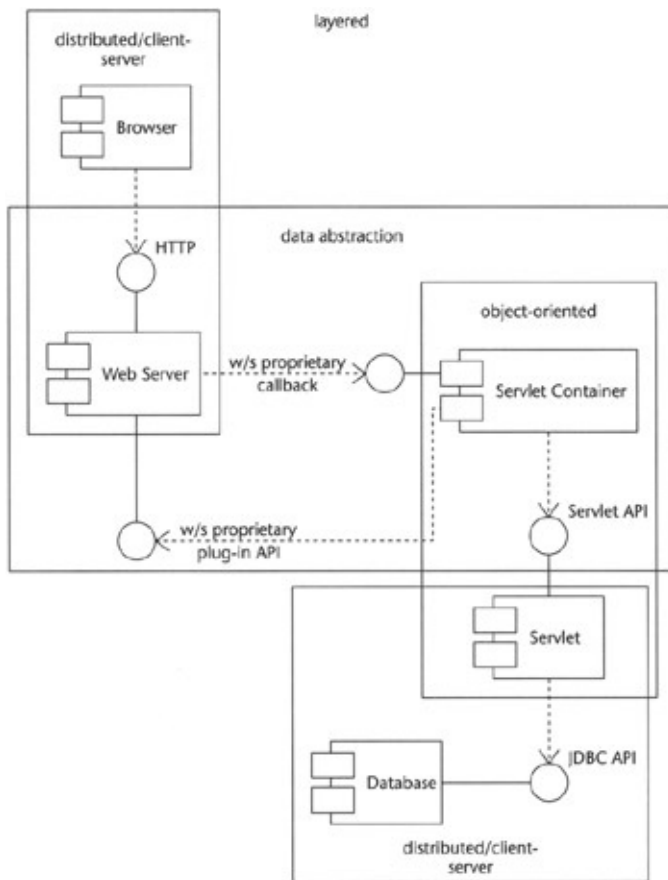 layered
distributed/client-
server
Browser
HTTP
data abstraction
object-oriented
Web Server
w/s proprietary
callback
Servlet Container
w/s proprietary
plug-in API
Servlet API
Servlet
Database
JDBC API
distributed/client-
server